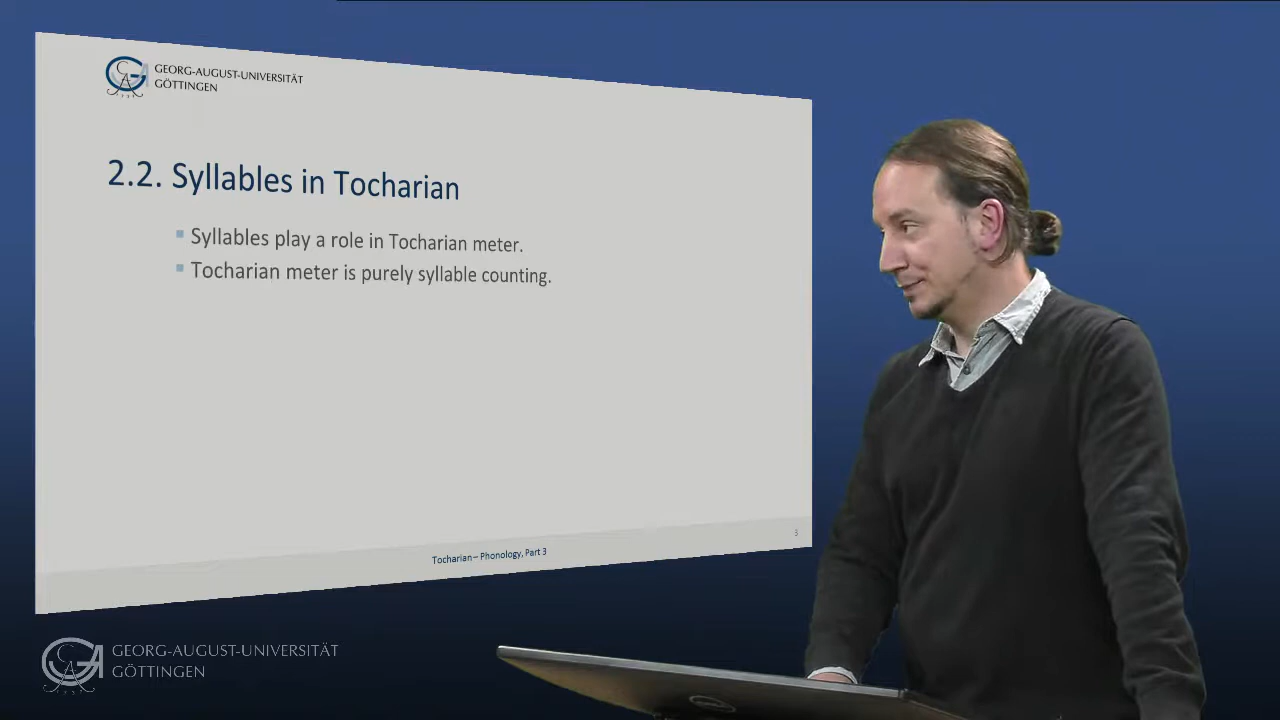 GEORG-AUGUST-UNIVERSITÄT
GÖTTINGEN
2.2. Syllables in Tocharian
Syllables play a role in Tocharian meter.
Tocharian meter is purely syllable counting.
Tocharian – Phonology, Part 3
GEORG-AUGUST-UNIVERSITÄT
GÖTTINGEN